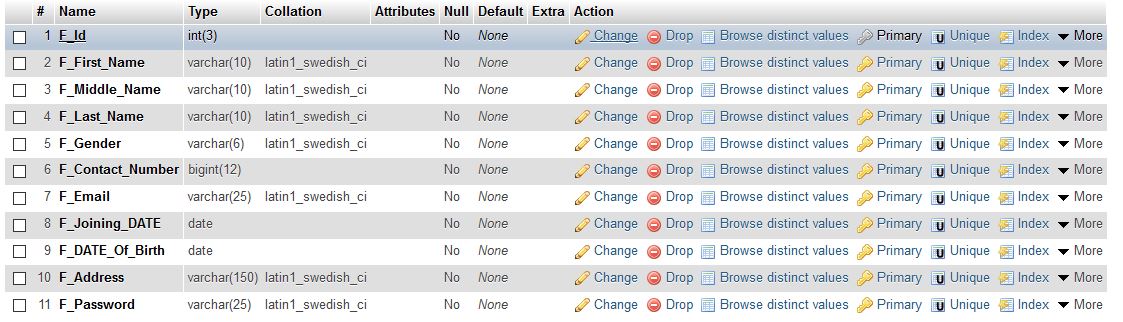 # Name Type Collation Attributes Null Default Extra Action
1 F_Id int(3) No None Change Drop Browse distinct values Primary Unique Index More
2 F_First_Name varchar(10) latin1_swedish_ci No None Change Drop Browse distinct values Primary Unique Index More
3 F_Middle_Name varchar(10) latin1_swedish_ci No None Change Drop Browse distinct values Primary Unique Index More
4 F_Last_Name varchar(10) latin1_swedish_ci No None Change Drop Browse distinct values Primary Unique Index More
5 F_Gender varchar(6) latin1_swedish_ci No None Change Drop Browse distinct values Primary Unique Index More
6 F_Contact_Number bigint(12) No None Change Drop Browse distinct values Primary Unique Index More
7 F_Email varchar(25) latin1_swedish_ci No None Change Drop Browse distinct values Primary Unique Index More
8 F_Joining_DATE date No None Change Drop Browse distinct values Primary Unique Index More
9 F_DATE_Of_Birth date No None Change Drop Browse distinct values Primary Unique Index More
10 F_Address varchar(150) latin1_swedish_ci No None Change Drop Browse distinct values Primary Unique Index More
11 F_Password varchar(25) latin1_swedish_ci No None Change Drop Browse distinct values Primary Unique Index More